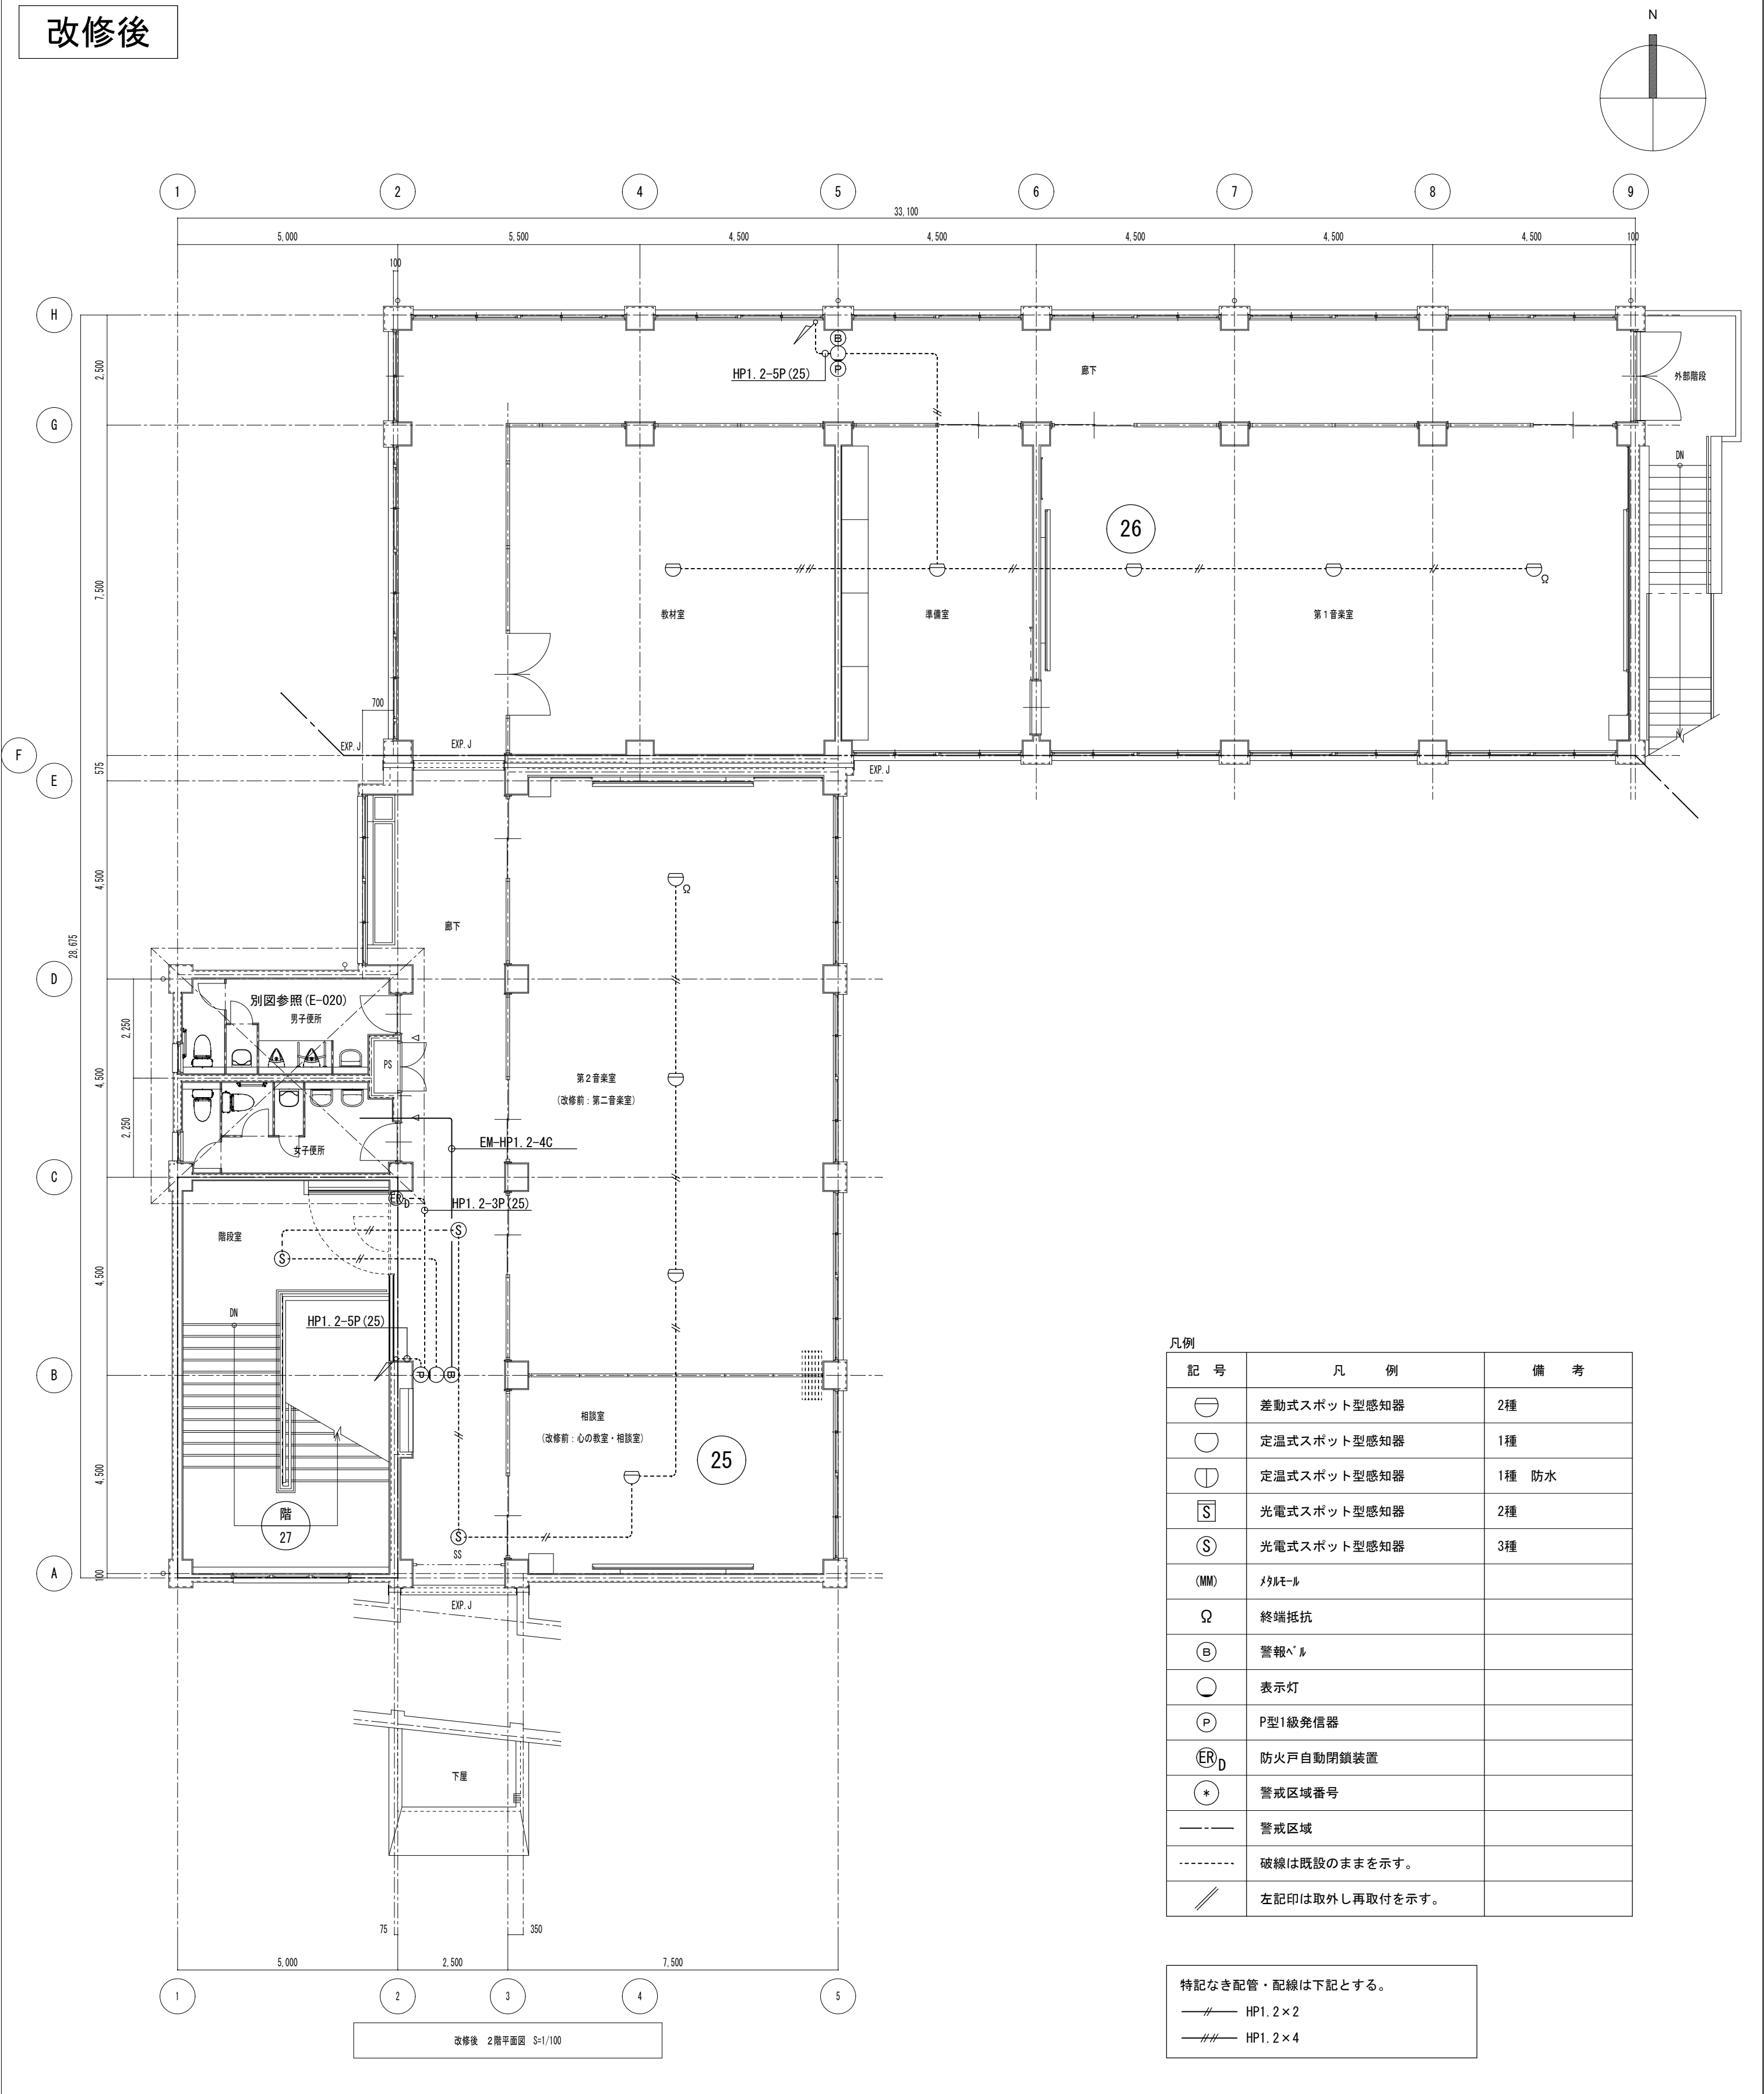 改修後
N
1
2
4
5
6
7
8
9
33,100
5,000
5,500
4,500
4,500
4,500
4,500
4,500
100
100
H
2,500
B
P
HP1.2-5P(25)
廊下
外部階段
G
DN
26
7,500
Ω
教材室
準備室
第1音楽室
700
EXP.J
EXP.J
F
575
E
EXP.J
4,500
Ω
廊下
28,675
D
別図参照(E-020)
男子便所
2,250
PS
4,500
第2音楽室
(改修前:第二音楽室)
2,250
EM-HP1.2-4C
女子便所
C
ER
D
HP1.2-3P(25)
階段室
S
S
4,500
DN
HP1.2-5P(25)
B
P
B
相談室
(改修前:心の教室・相談室)
25
4,500
階
27
S
SS
A
100
EXP.J
下屋
75
350
5,000
2,500
7,500
1
2
3
4
5
改修後 2階平面図 S=1/100
凡例
記 号 凡 例 備 考
差動式スポット型感知器 2種
定温式スポット型感知器 1種
定温式スポット型感知器 1種 防水
S 光電式スポット型感知器 2種
S 光電式スポット型感知器 3種
(MM) メタルモール
Ω 終端抵抗
B 警報ベル
表示灯
P P型1級発信器
ER D 防火戸自動閉鎖装置
* 警戒区域番号
警戒区域
破線は既設のままを示す。
左記印は取外し再取付を示す。
特記なき配管・配線は下記とする。
HP1.2×2
HP1.2×4